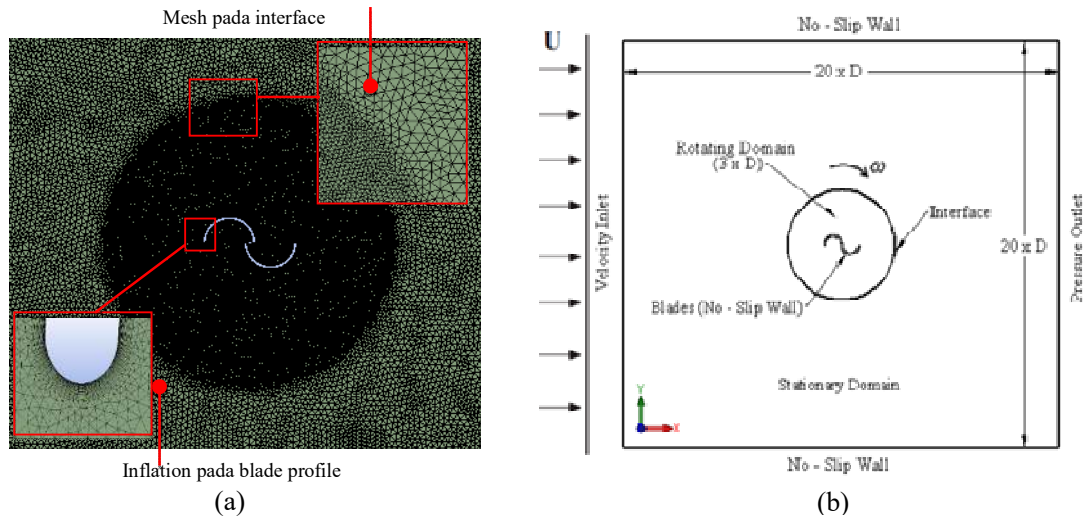 Mesh pada interface
Inflation pada blade profile
(a)
No - Slip Wall
U
20 x D
Rotating Domain
(3 x D)
ω
Velocity Inlet
Interface
20 x D
Pressure Outlet
Blades (No - Slip Wall)
Stationary Domain
Y
X
No - Slip Wall
(b)